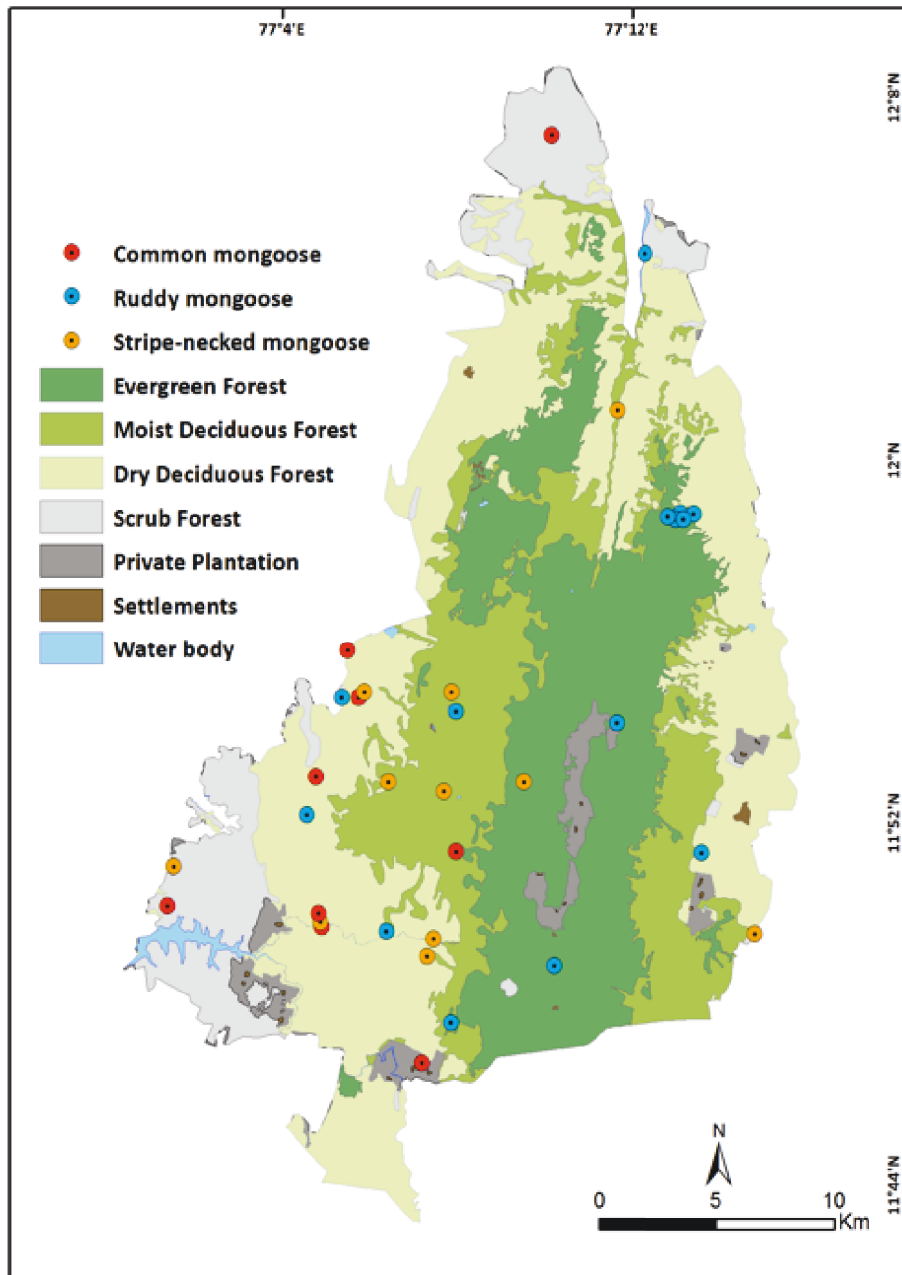 77°4'E
77°12'E
12°8'N
Common mongoose
Ruddy mongoose
Stripe-necked mongoose
Evergreen Forest
Moist Deciduous Forest
Dry Deciduous Forest
12°N
Scrub Forest
Private Plantation
Settlements
Water body
11°52'N
N
11°44'N
0 5 10
Km